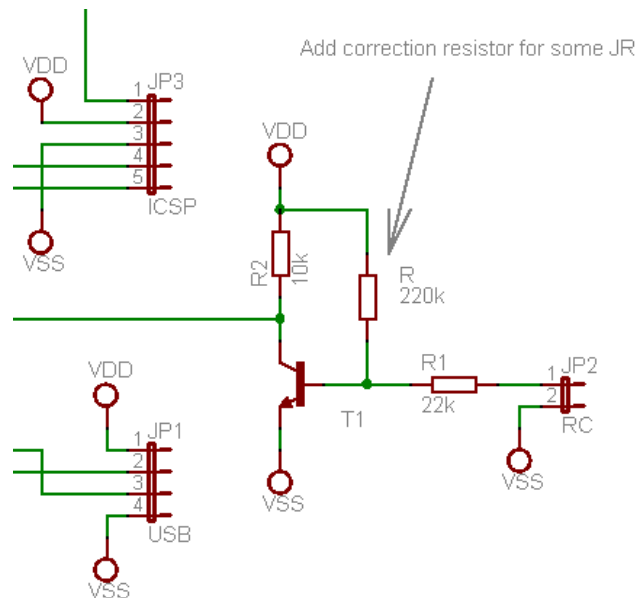 Add correction resistor for some JR
VDD
JP3
1
2
3
4
5
ICSP
VSS
VDD
R2
10k
R
220k
R1
22k
JP2
1
2
RC
VSS
T1
VSS
VDD
JP1
1
2
3
4
USB
VSS